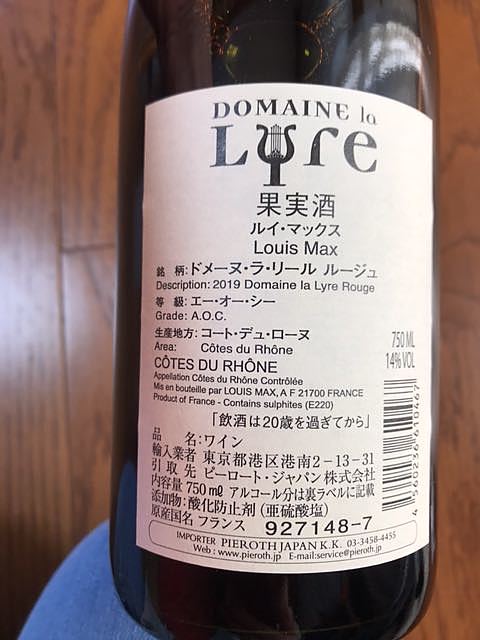 DOMAINE la
Lyre
果実酒
ルイ・マックス
Louis Max
銘 柄:ドメーヌ・ラ・リール ルージュ
Description: 2019 Domaine la Lyre Rouge
等 級:エー・オー・シー
Grade: A.O.C.
生産地方:コート・デュ・ローヌ
Area: Côtes du Rhône
750 ML
14% VOL
CÔTES DU RHÔNE
Appellation Côtes du Rhône Contrôlée
Mis en bouteille par LOUIS MAX, A F 21700 FRANCE
Product of France - Contains sulphites (E220)
「飲酒は20歳を過ぎてから」
品 名:ワイン
輸入業者 東京都港区港南2-13-31
引 取 先 ピーロート・ジャパン株式会社
内容量 750㎖ アルコール分は裏ラベルに記載
添加物:酸化防止剤(亜硫酸塩)
原産国名 フランス 927148-7
4 560236 610467
IMPORTER PIEROTH JAPAN K.K. 03-3458-4455
Web : www.pieroth.jp E-mail:service@pieroth.jp